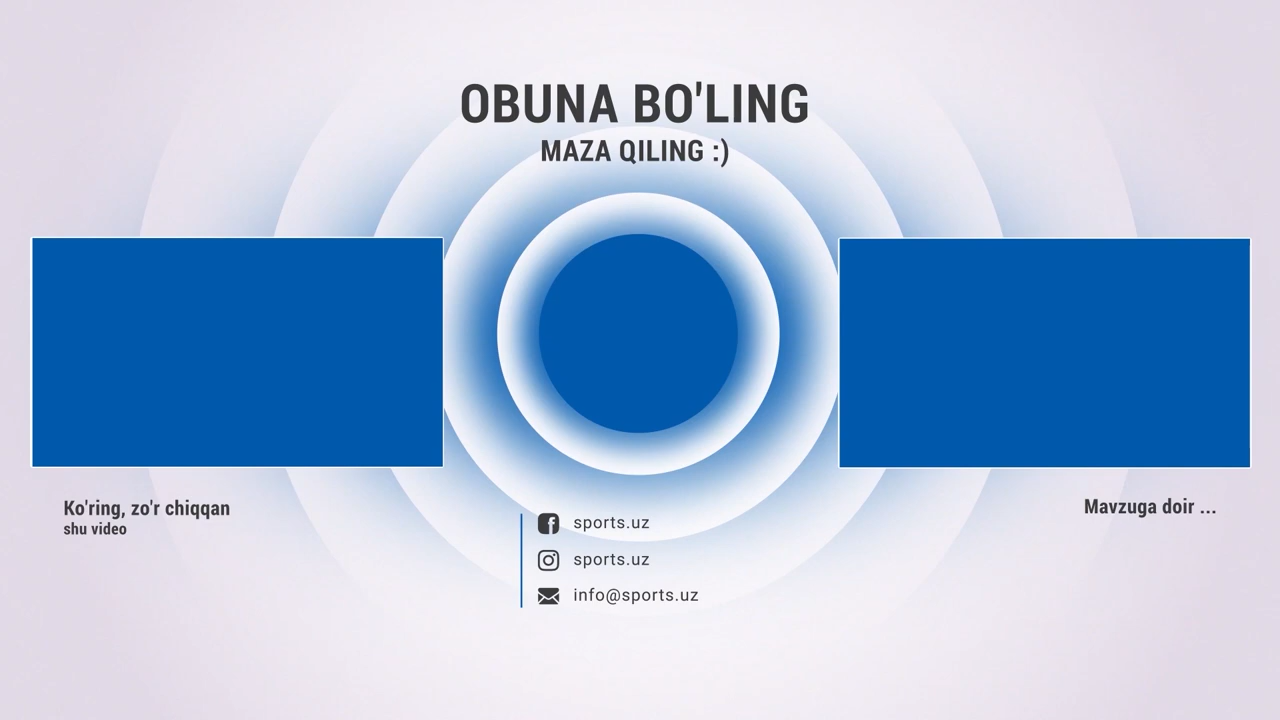 OBUNA BO'LING
MAZA QILING :)
Ko'ring, zo'r chiqqan
shu video
Mavzuga doir ...
sports.uz
sports.uz
info@sports.uz